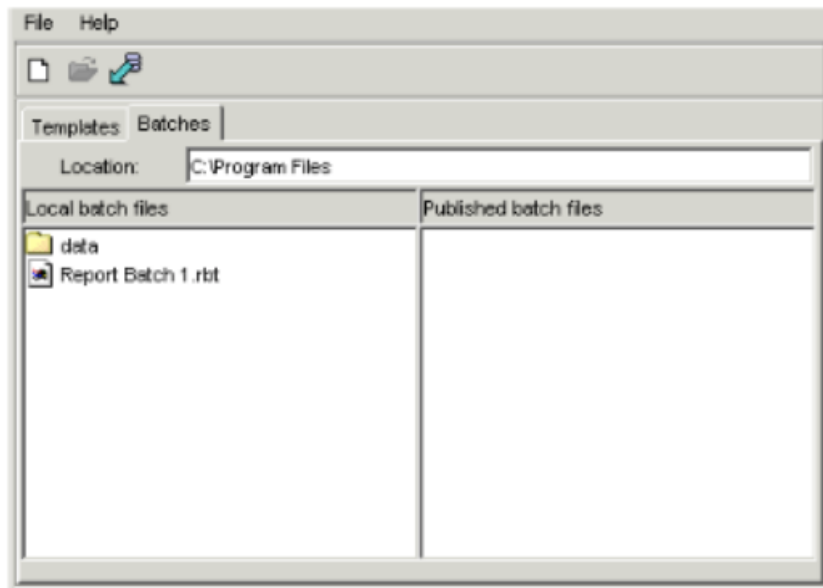 File Help
Templates Batches
Location: C:\Program Files
Local batch files Published batch files
data
Report Batch 1.rbt